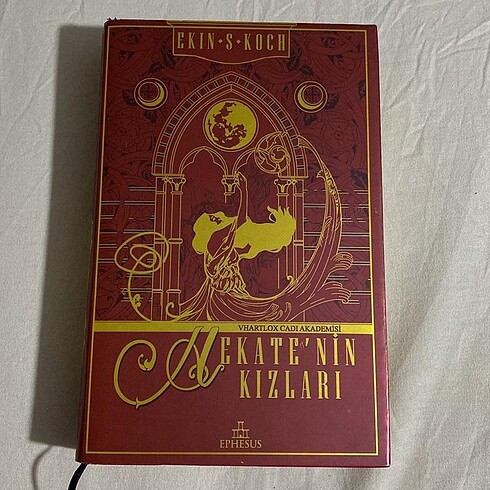 EKIN • S • KOCH
VHARTLOX CADI AKADEMİSİ
HEKATE'NİN
KIZLARI
EPHESUS